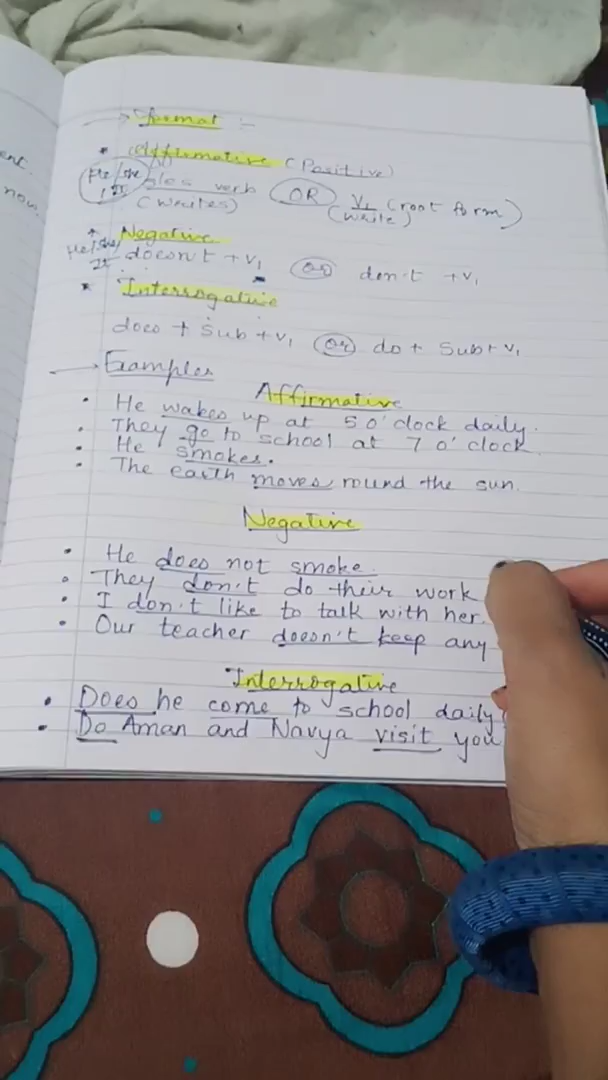 ent.
now.
→ Format :-
* Affirmative (Positive)
He/she It verb OR V1 (root form)
(writes) (write)
* Negative
He/she It doesn't + V1 OR don't + V1
* Interrogative
does + Sub + V1 OR do + Sub + V1
→ Examples
Affirmative
• He wakes up at 5 o'clock daily.
• They go to school at 7 o'clock.
• He smokes.
• The earth moves round the sun.
Negative
• He does not smoke.
• They don't do their work
• I don't like to talk with her.
• Our teacher doesn't keep any
Interrogative
• Does he come to school daily
• Do Aman and Navya visit you